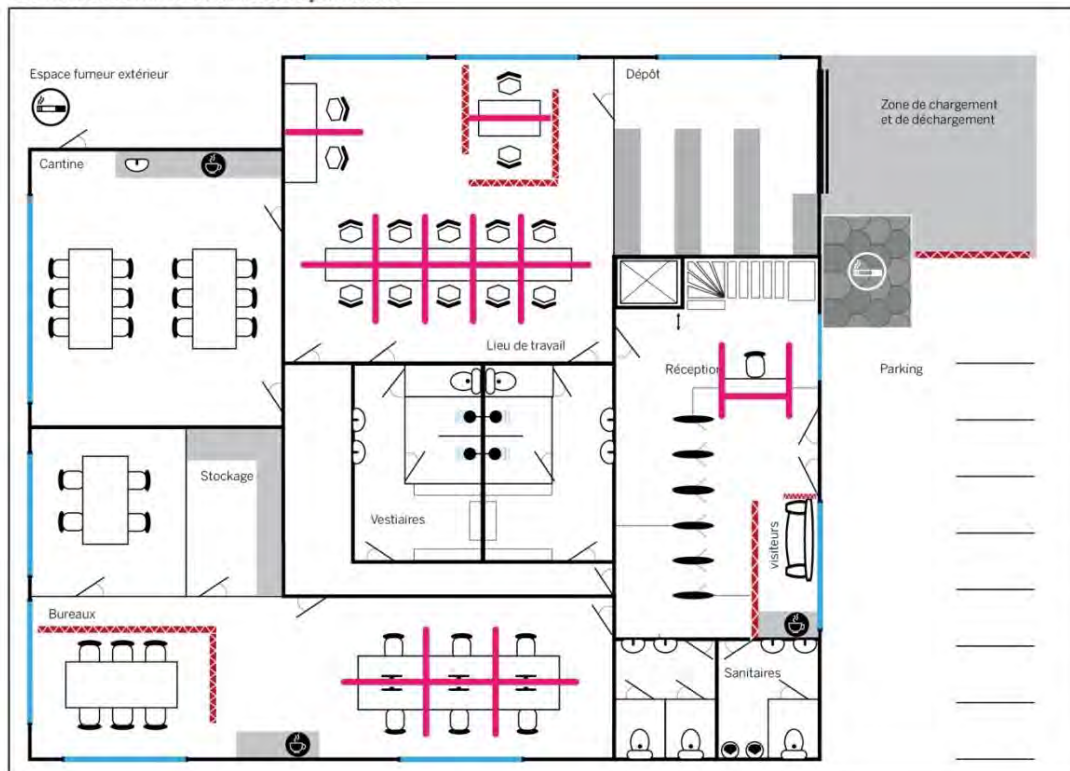 Espace fumeur extérieur
Dépôt
Zone de chargement
et de déchargement
Cantine
Lieu de travail
Réception
Parking
Stockage
Vestiaires
visiteurs
Bureaux
Sanitaires